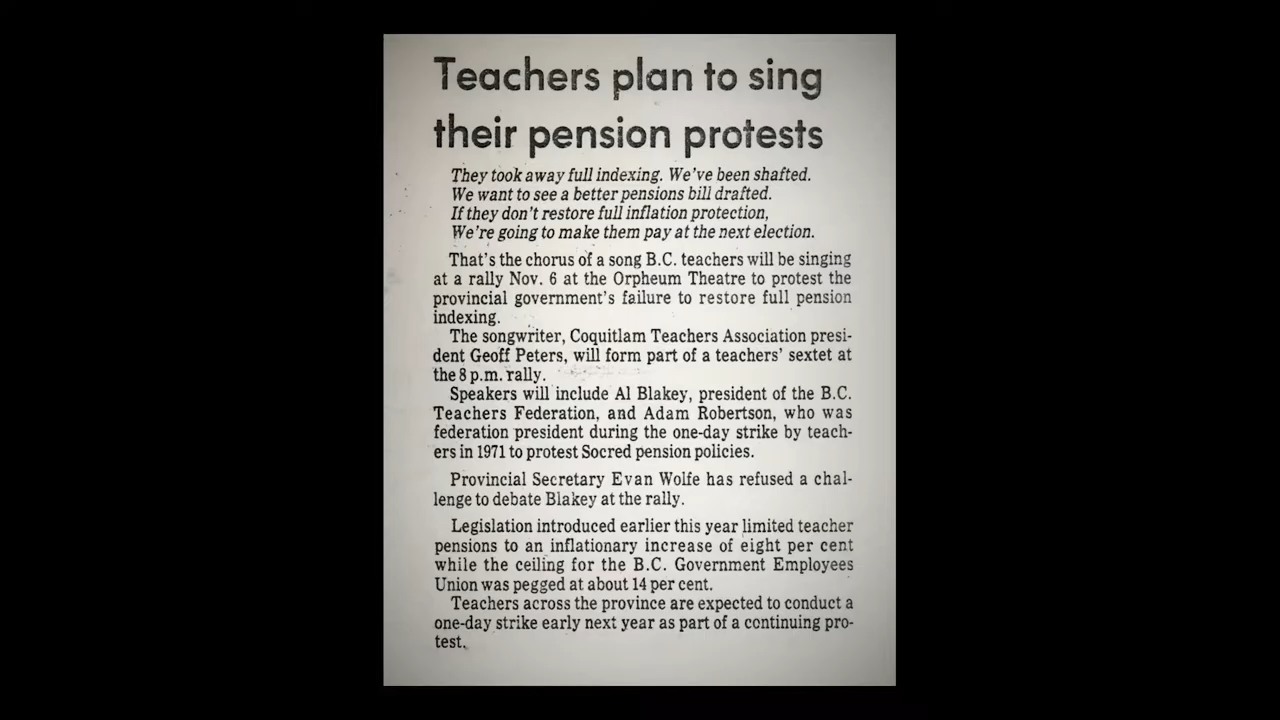 Teachers plan to sing
their pension protests
They took away full indexing. We've been shafted.
We want to see a better pensions bill drafted.
If they don't restore full inflation protection,
We're going to make them pay at the next election.
That's the chorus of a song B.C. teachers will be singing
at a rally Nov. 6 at the Orpheum Theatre to protest the
provincial government's failure to restore full pension
indexing.
The songwriter, Coquitlam Teachers Association presi-
dent Geoff Peters, will form part of a teachers' sextet at
the 8 p.m. rally.
Speakers will include Al Blakey, president of the B.C.
Teachers Federation, and Adam Robertson, who was
federation president during the one-day strike by teach-
ers in 1971 to protest Socred pension policies.
Provincial Secretary Evan Wolfe has refused a chal-
lenge to debate Blakey at the rally.
Legislation introduced earlier this year limited teacher
pensions to an inflationary increase of eight per cent
while the ceiling for the B.C. Government Employees
Union was pegged at about 14 per cent.
Teachers across the province are expected to conduct a
one-day strike early next year as part of a continuing pro-
test.